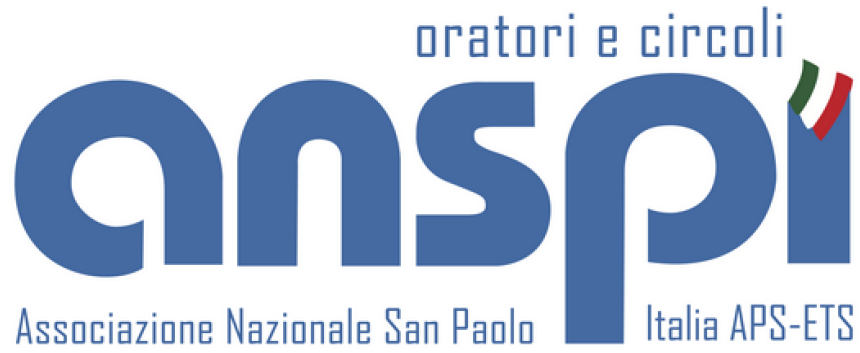 oratori e circoli
anspi
Associazione Nazionale San Paolo Italia APS-ETS